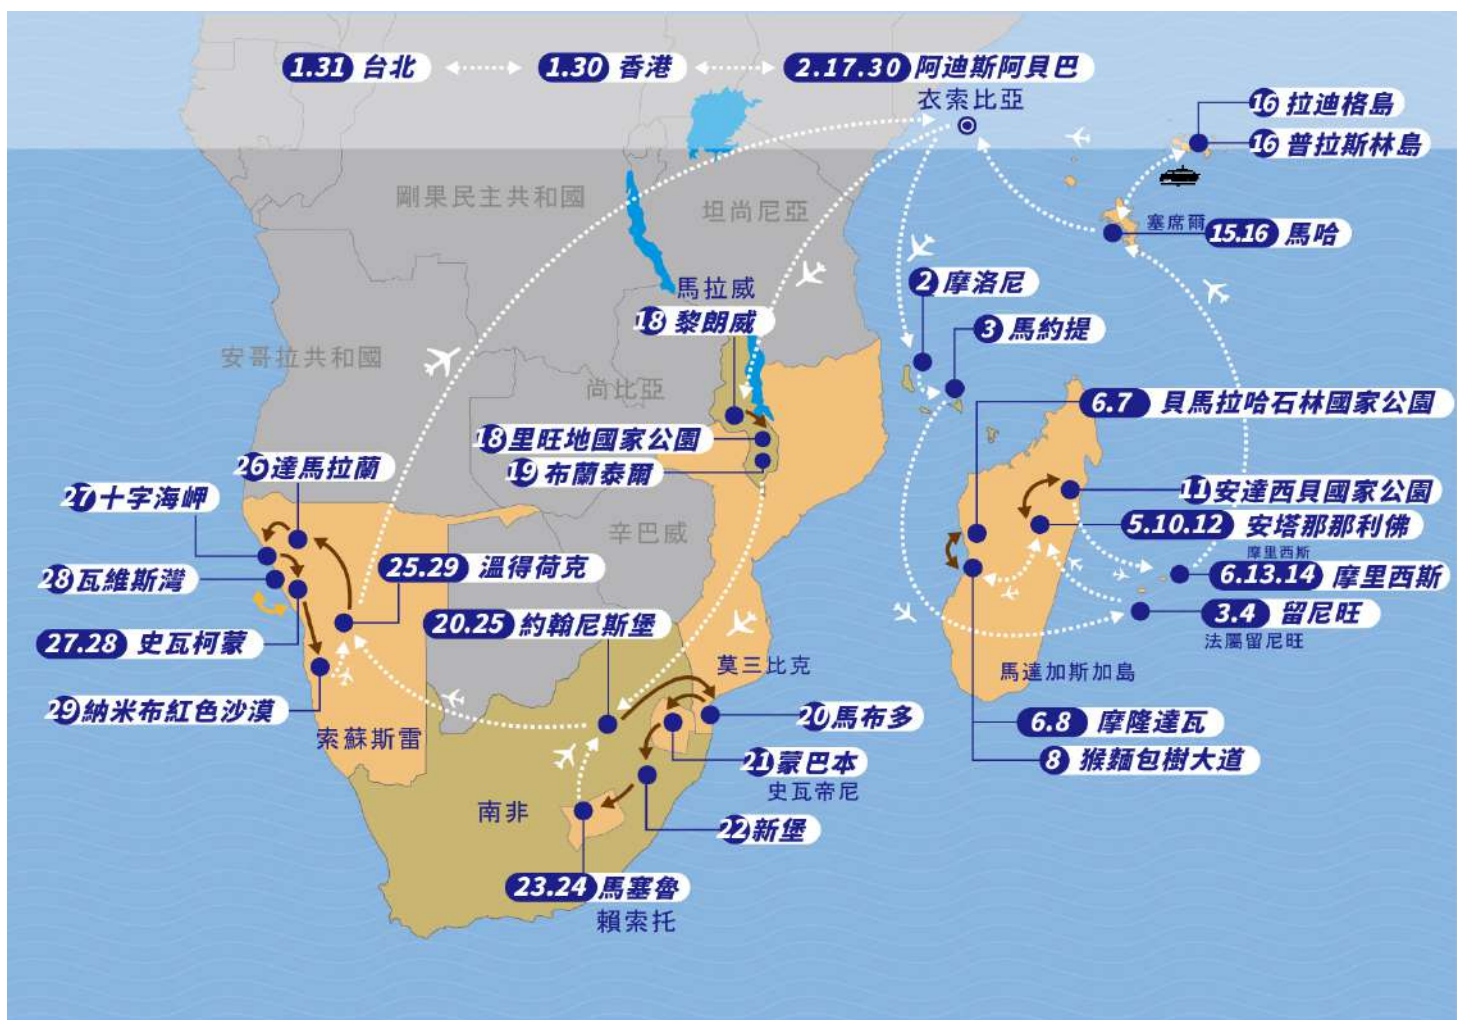 1.31 台北
1.30 香港
2.17.30 阿迪斯阿貝巴
衣索比亞
16 拉迪格島
16 普拉斯林島
剛果民主共和國
坦尚尼亞
塞席爾
15.16 馬哈
馬拉威
2 摩洛尼
18 黎朗威
3 馬約提
安哥拉共和國
尚比亞
6.7 貝馬拉哈石林國家公園
18 里旺地國家公園
26 達馬拉蘭
19 布蘭泰爾
27 十字海岬
11 安達西貝國家公園
5.10.12 安塔那那利佛
辛巴威
摩里西斯
25.29 溫得荷克
28 瓦維斯灣
6.13.14 摩里西斯
3.4 留尼旺
20.25 約翰尼斯堡
27.28 史瓦柯蒙
法屬留尼旺
莫三比克
馬達加斯加島
29 納米布紅色沙漠
20 馬布多
6.8 摩隆達瓦
索蘇斯雷
21 蒙巴本
8 猴麵包樹大道
史瓦帝尼
南非
22 新堡
23.24 馬塞魯
賴索托